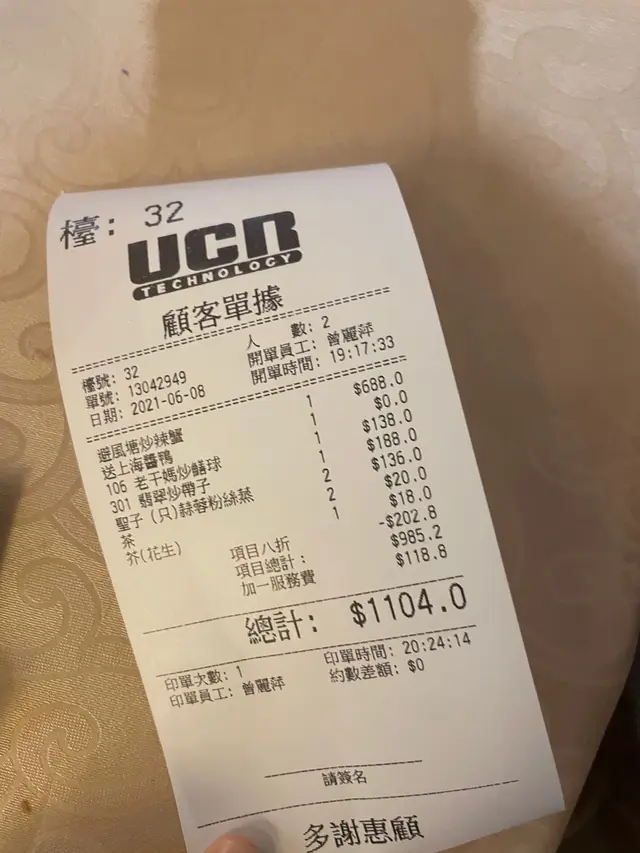 檯: 32
UCR
TECHNOLOGY
顧客單據
檯號: 32 人 數: 2
單號: 13042949 開單員工: 曾麗萍
日期: 2021-06-08 開單時間: 19:17:33
避風塘炒辣蟹 1 $688.0
送上海醬鴨 1 $0.0
106 老干媽炒鱔球 1 $138.0
301 翡翠炒帶子 1 $188.0
聖子 (只)蒜蓉粉絲蒸 2 $136.0
茶 2 $20.0
芥(花生) 1 $18.0
項目八折 -$202.8
項目總計: $985.2
加一服務費 $118.8
總計: $1104.0
印單次數: 1 印單時間: 20:24:14
印單員工: 曾麗萍 約數差額: $0
請簽名
多謝惠顧